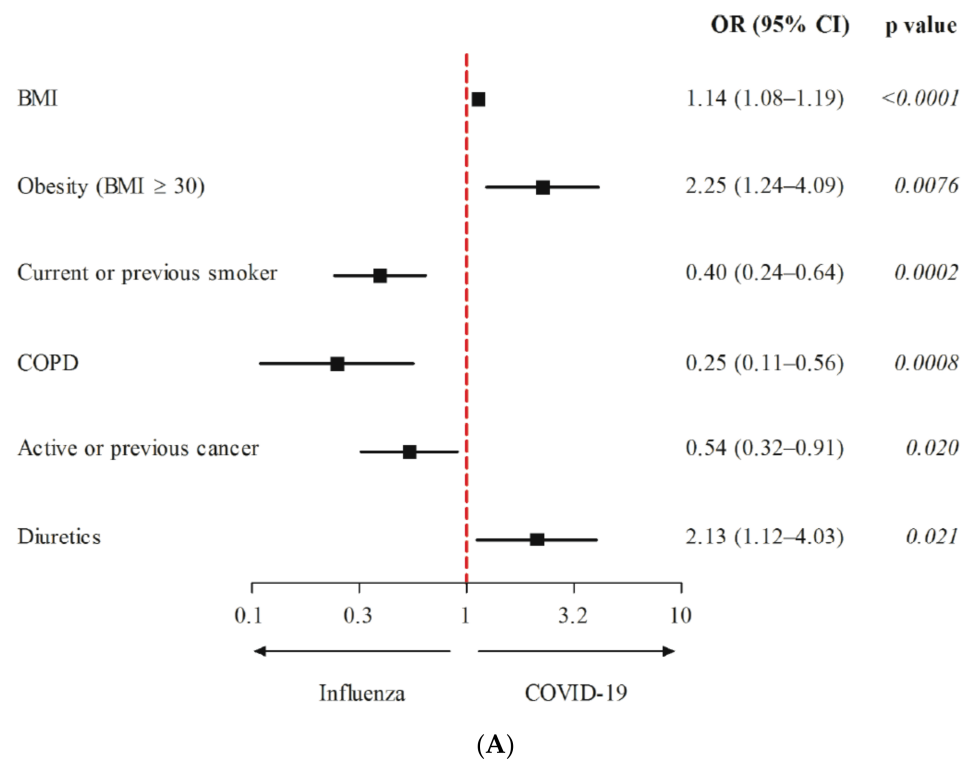 OR (95% CI) p value
BMI 1.14 (1.08–1.19) <0.0001
Obesity (BMI ≥ 30) 2.25 (1.24–4.09) 0.0076
Current or previous smoker 0.40 (0.24–0.64) 0.0002
COPD 0.25 (0.11–0.56) 0.0008
Active or previous cancer 0.54 (0.32–0.91) 0.020
Diuretics 2.13 (1.12–4.03) 0.021
0.1 0.3 1 3.2 10
Influenza COVID-19
(A)